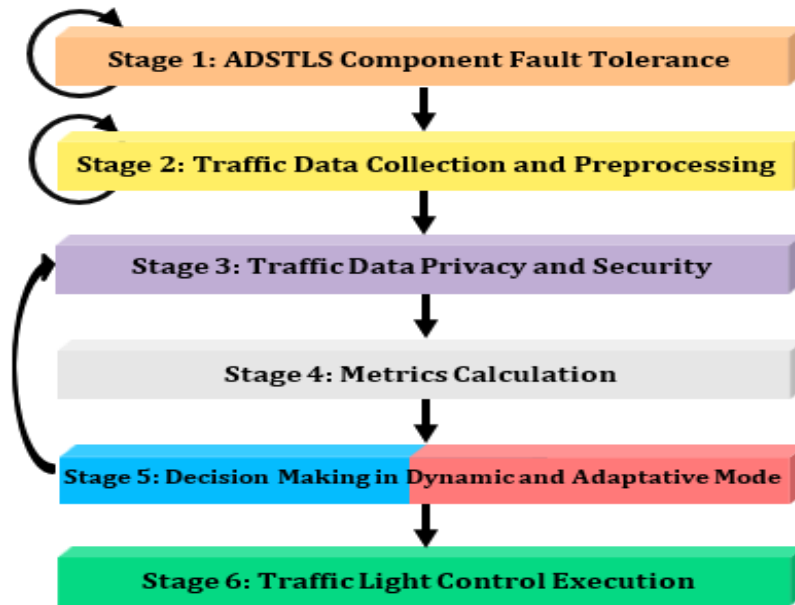 Stage 1: ADSTLS Component Fault Tolerance
Stage 2: Traffic Data Collection and Preprocessing
Stage 3: Traffic Data Privacy and Security
Stage 4: Metrics Calculation
Stage 5: Decision Making in Dynamic and Adaptative Mode
Stage 6: Traffic Light Control Execution